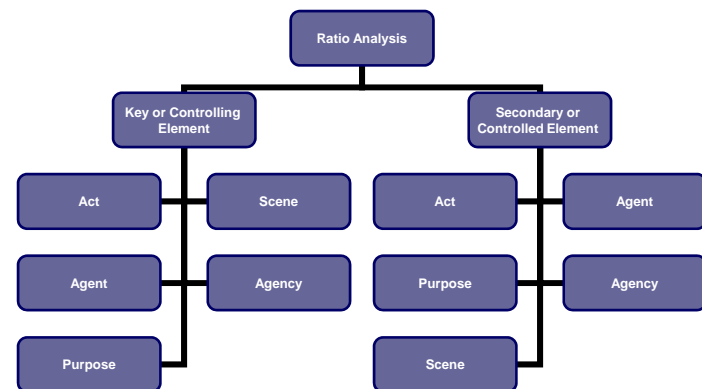 Ratio Analysis
Key or Controlling
Element
Secondary or
Controlled Element
Act
Scene
Act
Agent
Agent
Agency
Purpose
Agency
Purpose
Scene